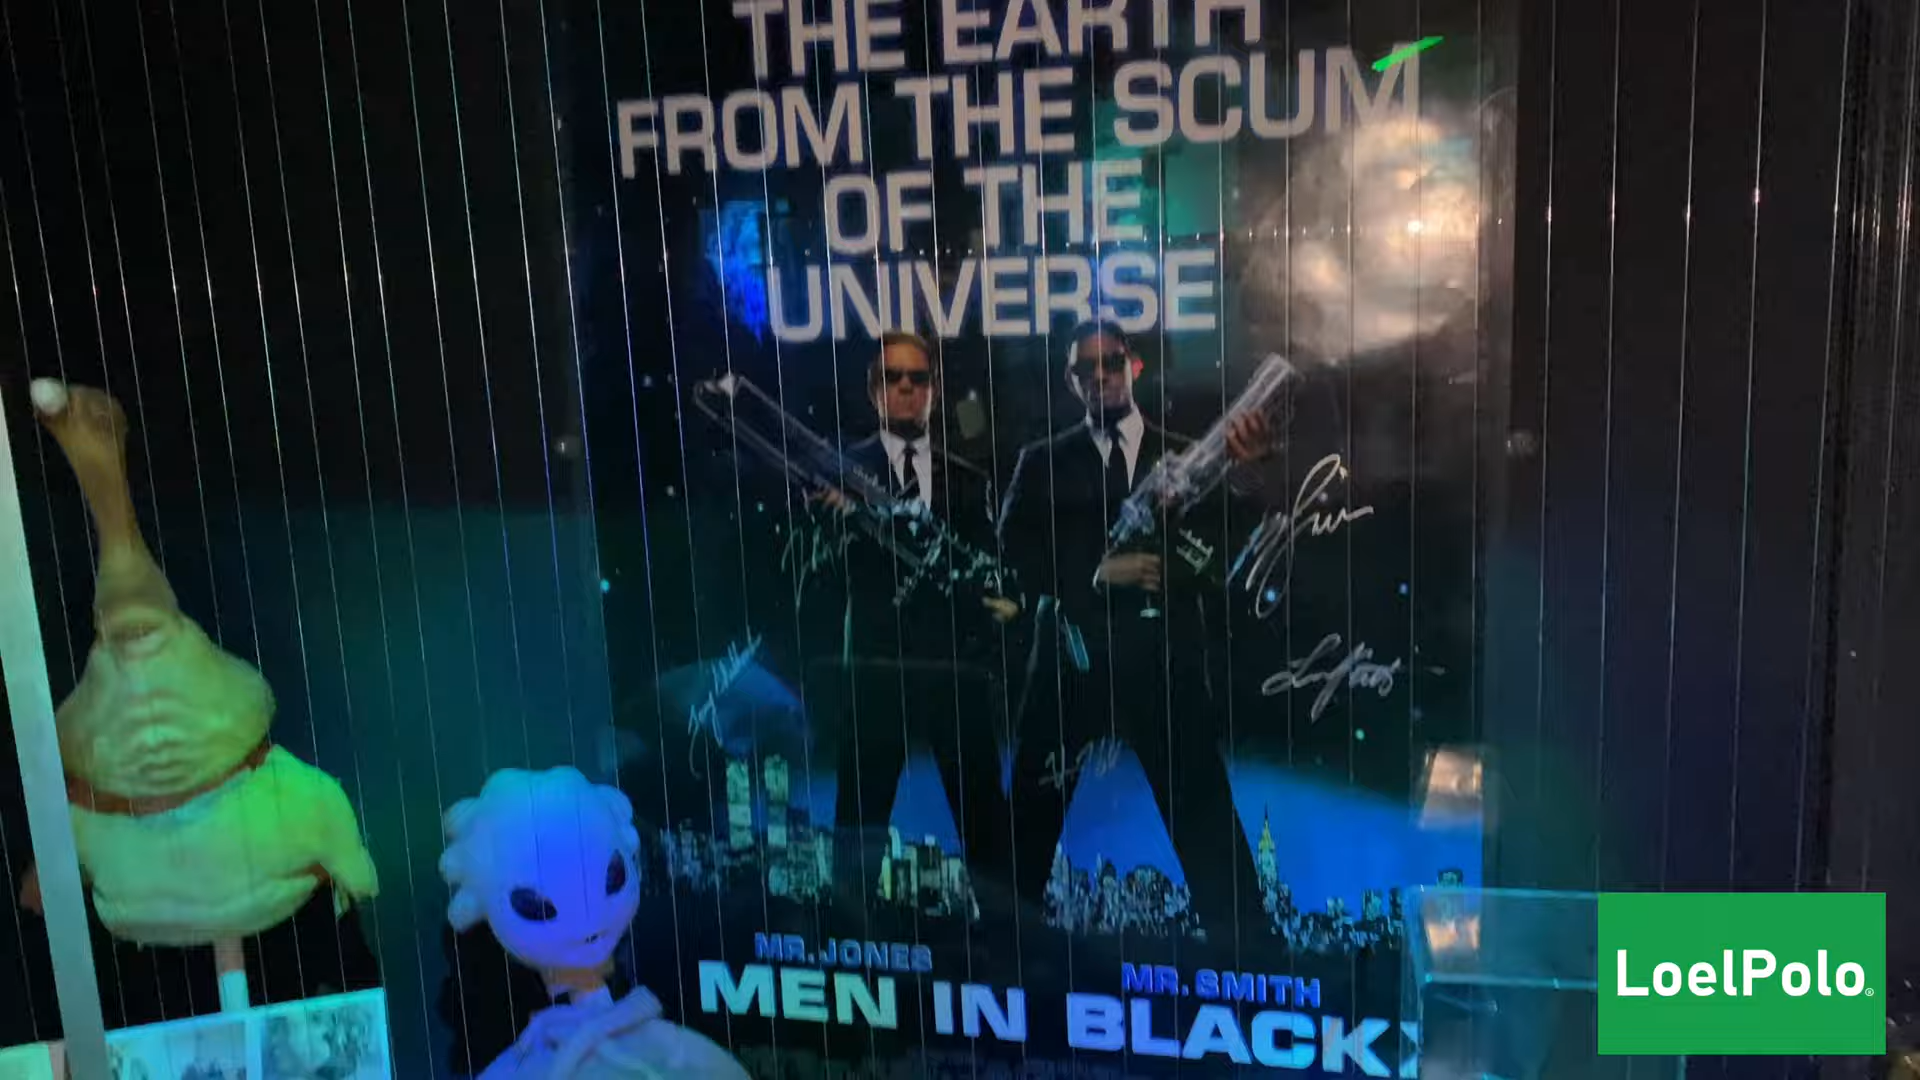 THE EARTH
FROM THE SCUM
OF THE
UNIVERSE
MR. JONES
MR. SMITH
MEN IN BLACK
LoelPolo®